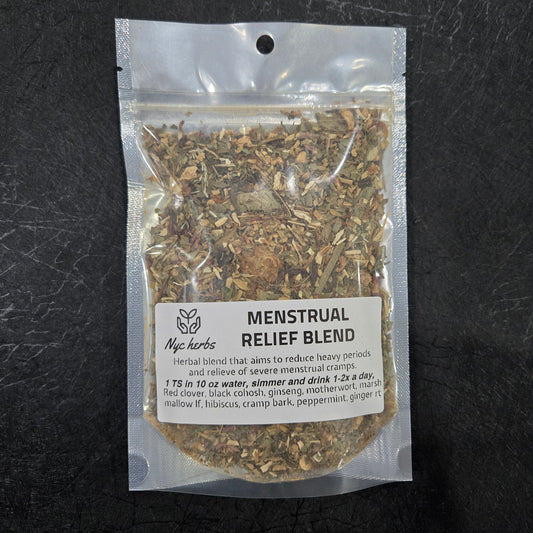 Nyc herbs
MENSTRUAL
RELIEF BLEND
Herbal blend that aims to reduce heavy periods
and relieve of severe menstrual cramps.
1 TS in 10 oz water, simmer and drink 1-2x a day,
Red clover, black cohosh, ginseng, motherwort, marsh
mallow lf, hibiscus, cramp bark, peppermint, ginger rt